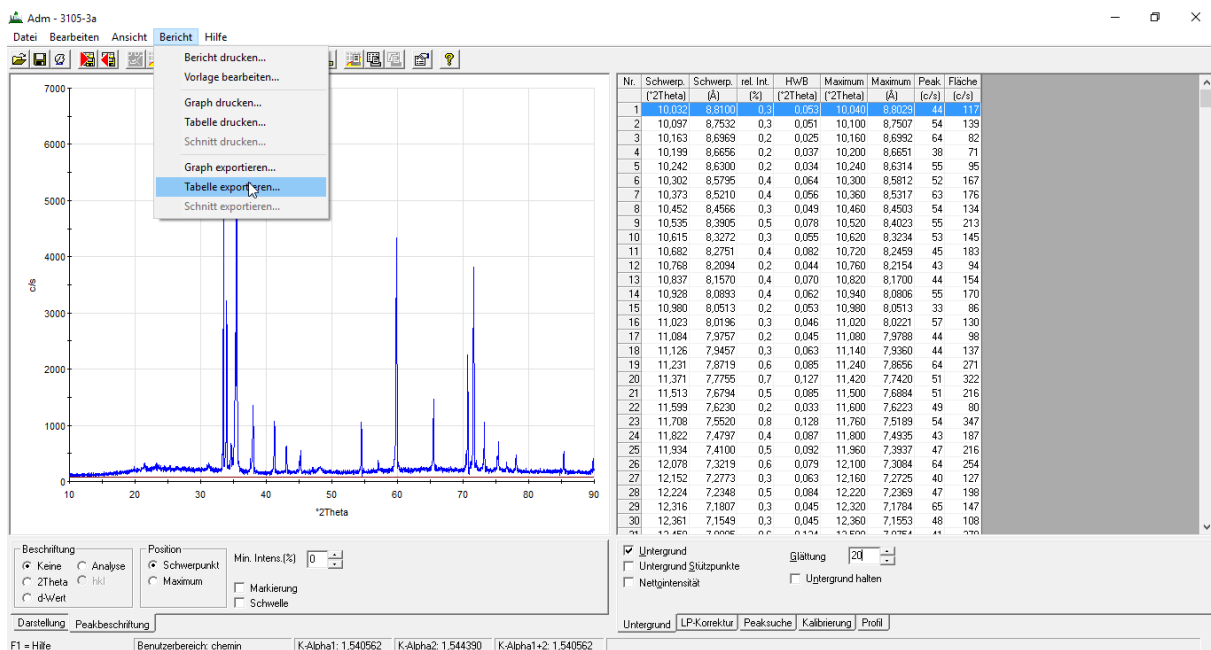 Adm - 3105-3a
Datei Bearbeiten Ansicht Bericht Hilfe
Bericht drucken...
Vorlage bearbeiten...
Graph drucken...
Tabelle drucken...
Schnitt drucken...
Graph exportieren...
Tabelle exportieren...
Schnitt exportieren...
7000
6000
5000
4000
3000
2000
1000
0
c/s
10 20 30 40 50 60 70 80 90
°2Theta
Nr. Schwerp. Schwerp. rel. Int. HWB Maximum Maximum Peak Fläche
(°2Theta) (Å) (%) (°2Theta) (°2Theta) (Å) (c/s) (c/s)
1 10,032 8,8100 0,3 0,053 10,040 8,8029 44 117
2 10,097 8,7532 0,3 0,051 10,100 8,7507 54 139
3 10,163 8,6969 0,2 0,025 10,160 8,6992 64 82
4 10,199 8,6656 0,2 0,037 10,200 8,6651 38 71
5 10,242 8,6300 0,2 0,034 10,240 8,6314 55 95
6 10,302 8,5795 0,4 0,064 10,300 8,5812 52 167
7 10,373 8,5210 0,4 0,056 10,360 8,5317 63 176
8 10,452 8,4566 0,3 0,049 10,460 8,4503 54 134
9 10,535 8,3905 0,5 0,078 10,520 8,4023 55 213
10 10,615 8,3272 0,3 0,055 10,620 8,3234 53 145
11 10,682 8,2751 0,4 0,082 10,720 8,2459 45 183
12 10,768 8,2094 0,2 0,044 10,760 8,2154 43 94
13 10,837 8,1570 0,4 0,070 10,820 8,1700 44 154
14 10,928 8,0893 0,4 0,062 10,940 8,0806 55 170
15 10,980 8,0513 0,2 0,053 10,980 8,0513 33 86
16 11,023 8,0196 0,3 0,046 11,020 8,0221 57 130
17 11,084 7,9757 0,2 0,045 11,080 7,9788 44 98
18 11,126 7,9457 0,3 0,063 11,140 7,9360 44 137
19 11,231 7,8719 0,6 0,085 11,240 7,8656 64 271
20 11,371 7,7755 0,7 0,127 11,420 7,7420 51 322
21 11,513 7,6794 0,5 0,085 11,500 7,6884 51 216
22 11,599 7,6230 0,2 0,033 11,600 7,6223 49 80
23 11,708 7,5520 0,8 0,128 11,760 7,5189 54 347
24 11,822 7,4797 0,4 0,087 11,800 7,4935 43 187
25 11,934 7,4100 0,5 0,092 11,960 7,3937 47 216
26 12,078 7,3219 0,6 0,079 12,100 7,3084 64 254
27 12,152 7,2773 0,3 0,063 12,160 7,2725 40 127
28 12,224 7,2348 0,5 0,084 12,220 7,2369 47 198
29 12,316 7,1807 0,3 0,045 12,320 7,1784 65 147
30 12,361 7,1549 0,3 0,045 12,360 7,1553 48 108
Beschriftung
Keine Analyse
2Theta hkl
d-Wert
Position
Schwerpunkt
Maximum
Min. Intens.(%) 0
Markierung
Schwelle
Darstellung Peakbeschriftung
Untergrund
Untergrund Stützpunkte
Nettointensität
Glättung 20
Untergrund halten
Untergrund LP-Korrektur Peaksuche Kalibrierung Profil
F1 = Hilfe Benutzerbereich: chemin K-Alpha1: 1,540562 K-Alpha2: 1,544390 K-Alpha1+2: 1,540562